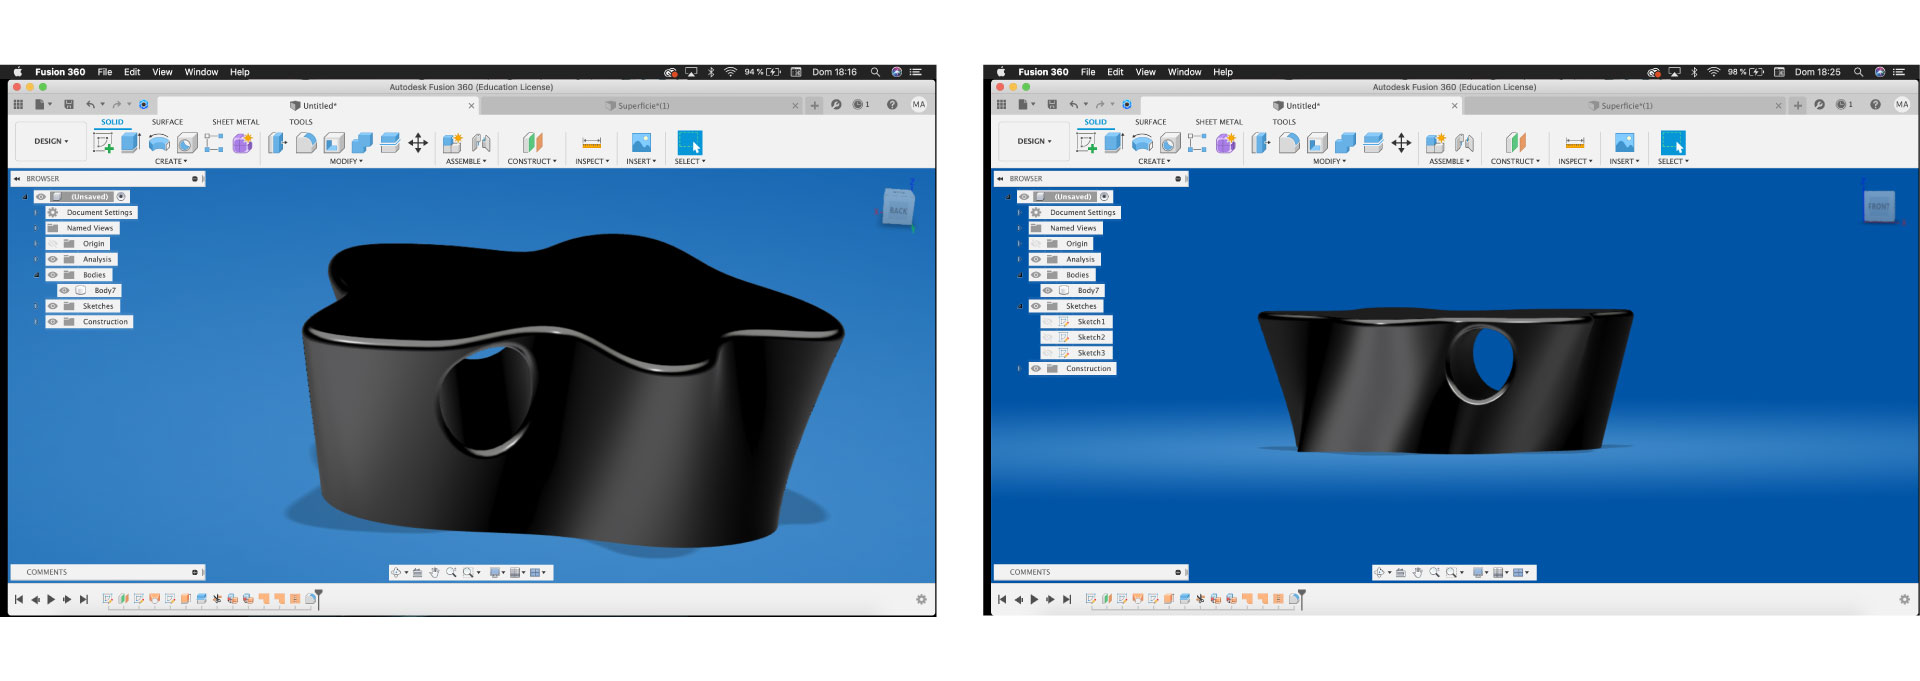 Fusion 360 File Edit View Window Help 94 % Dom 18:16
Autodesk Fusion 360 (Education License)
Untitled* Superficie*(1) 1 MA
SOLID SURFACE SHEET METAL TOOLS
DESIGN
CREATE MODIFY ASSEMBLE CONSTRUCT INSPECT INSERT SELECT
BROWSER
(Unsaved)
Document Settings
Named Views
Origin
Analysis
Bodies
Body7
Sketches
Construction
BACK
COMMENTS
Fusion 360 File Edit View Window Help 98 % Dom 18:25
Autodesk Fusion 360 (Education License)
Untitled* Superficie*(1) 1 MA
SOLID SURFACE SHEET METAL TOOLS
DESIGN
CREATE MODIFY ASSEMBLE CONSTRUCT INSPECT INSERT SELECT
BROWSER
(Unsaved)
Document Settings
Named Views
Origin
Analysis
Bodies
Body7
Sketches
Sketch1
Sketch2
Sketch3
Construction
FRONT
COMMENTS